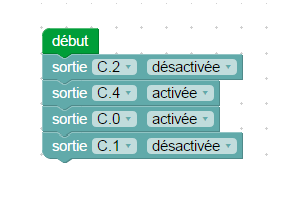 début
sortie C.2 désactivée
sortie C.4 activée
sortie C.0 activée
sortie C.1 désactivée